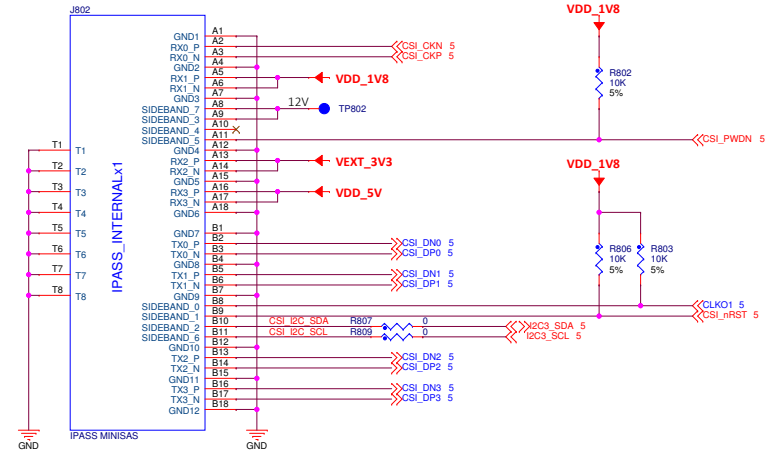 J802
VDD_1V8
GND1 A1
RX0_P A2 CSI_CKN 5
RX0_N A3 CSI_CKP 5
GND2 A4
RX1_P A5
VDD_1V8
RX1_N A6
GND3 A7
SIDEBAND_7 A8 12V TP802
SIDEBAND_3 A9
SIDEBAND_4 A10
SIDEBAND_5 A11 CSI_PWDN 5
R802
10K
5%
GND4 A12
RX2_P A13
VEXT_3V3
RX2_N A14
GND5 A15
RX3_P A16
VDD_5V
RX3_N A17
GND6 A18
VDD_1V8
T1 T1
T2 T2
T3 T3
T4 T4
T5 T5
T6 T6
T7 T7
T8 T8
IPASS_INTERNALx1
GND7 B1
TX0_P B2 CSI_DN0 5
TX0_N B3 CSI_DP0 5
GND8 B4
TX1_P B5 CSI_DN1 5
TX1_N B6 CSI_DP1 5
GND9 B7
R806
10K
5%
R803
10K
5%
SIDEBAND_0 B8 CLKO1 5
SIDEBAND_1 B9 CSI_nRST 5
SIDEBAND_2 B10 CSI_I2C_SDA R807 0 I2C3_SDA 5
SIDEBAND_6 B11 CSI_I2C_SCL R809 0 I2C3_SCL 5
GND10 B12
TX2_P B13 CSI_DN2 5
TX2_N B14 CSI_DP2 5
GND11 B15
TX3_P B16 CSI_DN3 5
TX3_N B17 CSI_DP3 5
GND12 B18
IPASS MINISAS
GND
GND